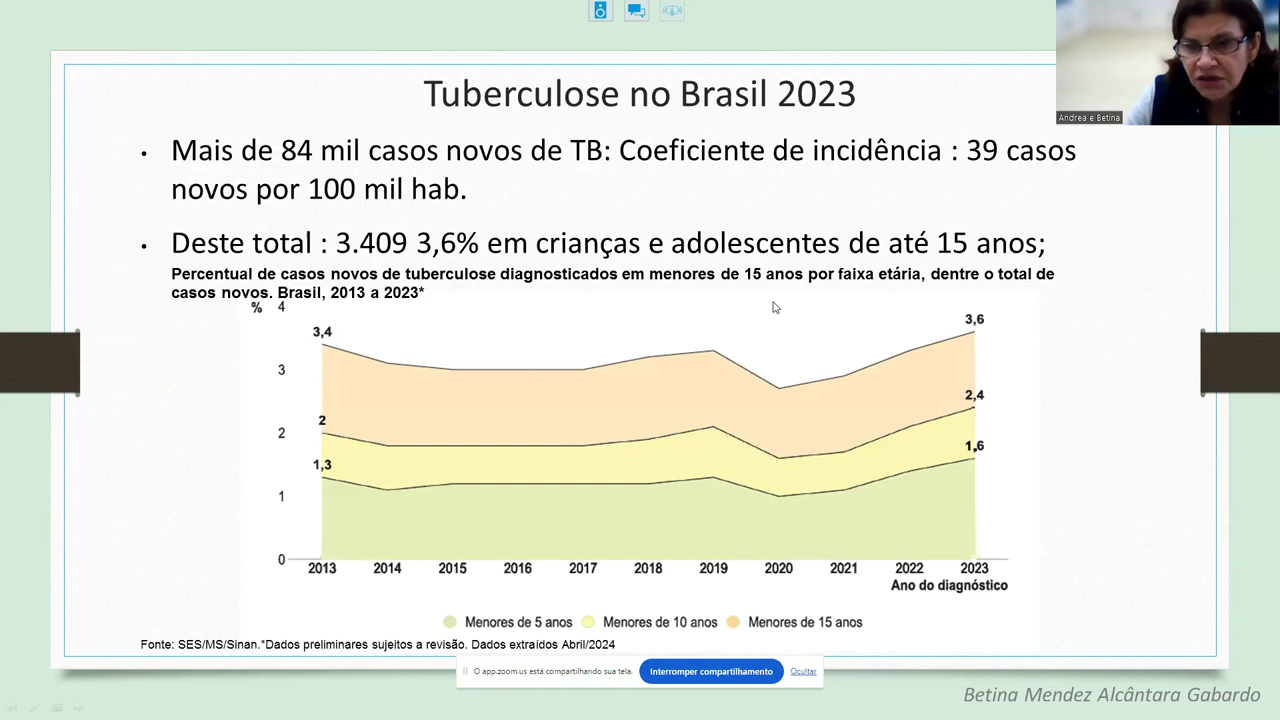 Andrea e Betina
Tuberculose no Brasil 2023
• Mais de 84 mil casos novos de TB: Coeficiente de incidência : 39 casos
novos por 100 mil hab.
• Deste total : 3.409 3,6% em crianças e adolescentes de até 15 anos;
Percentual de casos novos de tuberculose diagnosticados em menores de 15 anos por faixa etária, dentre o total de
casos novos. Brasil, 2013 a 2023*
% 4
3,4
3,6
3
2,4
2
2
1,6
1,3
1
0
2013 2014 2015 2016 2017 2018 2019 2020 2021 2022 2023
Ano do diagnóstico
Menores de 5 anos Menores de 10 anos Menores de 15 anos
Fonte: SES/MS/Sinan.*Dados preliminares sujeitos a revisão. Dados extraídos Abril/2024
O app.zoom.us está compartilhando sua tela. Interromper compartilhamento Ocultar
Betina Mendez Alcântara Gabardo